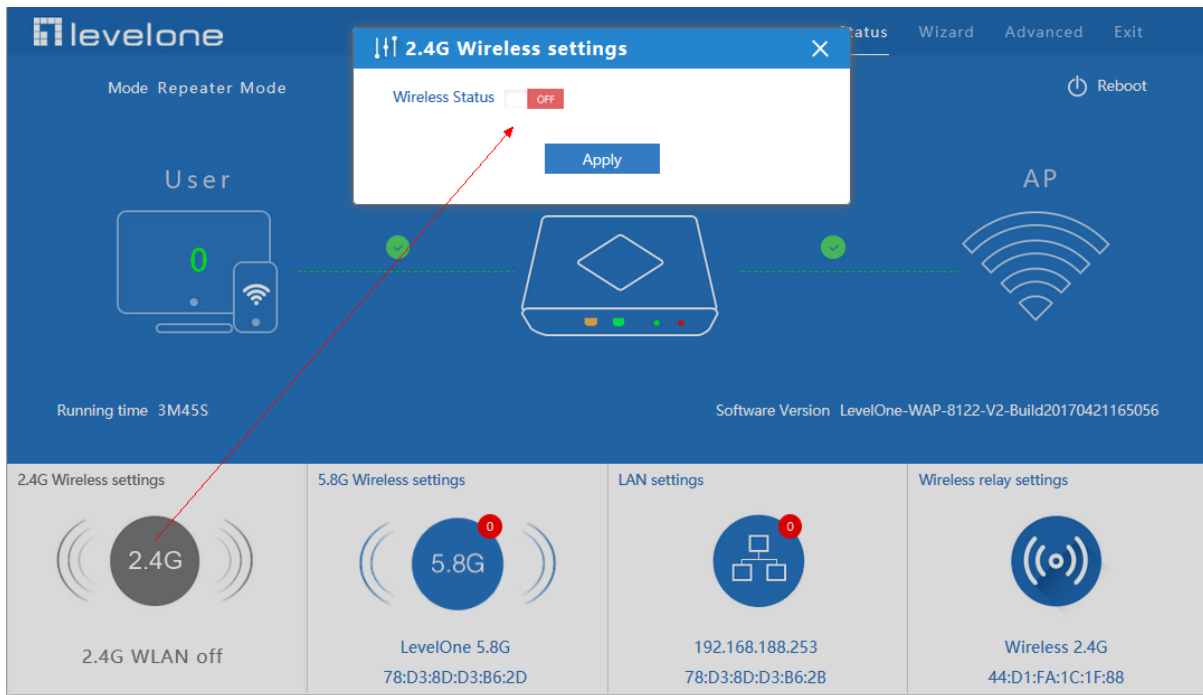 levelone
2.4G Wireless settings
tatus Wizard Advanced Exit
Mode Repeater Mode
Wireless Status OFF
Reboot
Apply
User
AP
0
Running time 3M45S
Software Version LevelOne-WAP-8122-V2-Build20170421165056
2.4G Wireless settings
5.8G Wireless settings
LAN settings
Wireless relay settings
2.4G
5.8G
0
0
2.4G WLAN off
LevelOne 5.8G
78:D3:8D:D3:B6:2D
192.168.188.253
78:D3:8D:D3:B6:2B
Wireless 2.4G
44:D1:FA:1C:1F:88